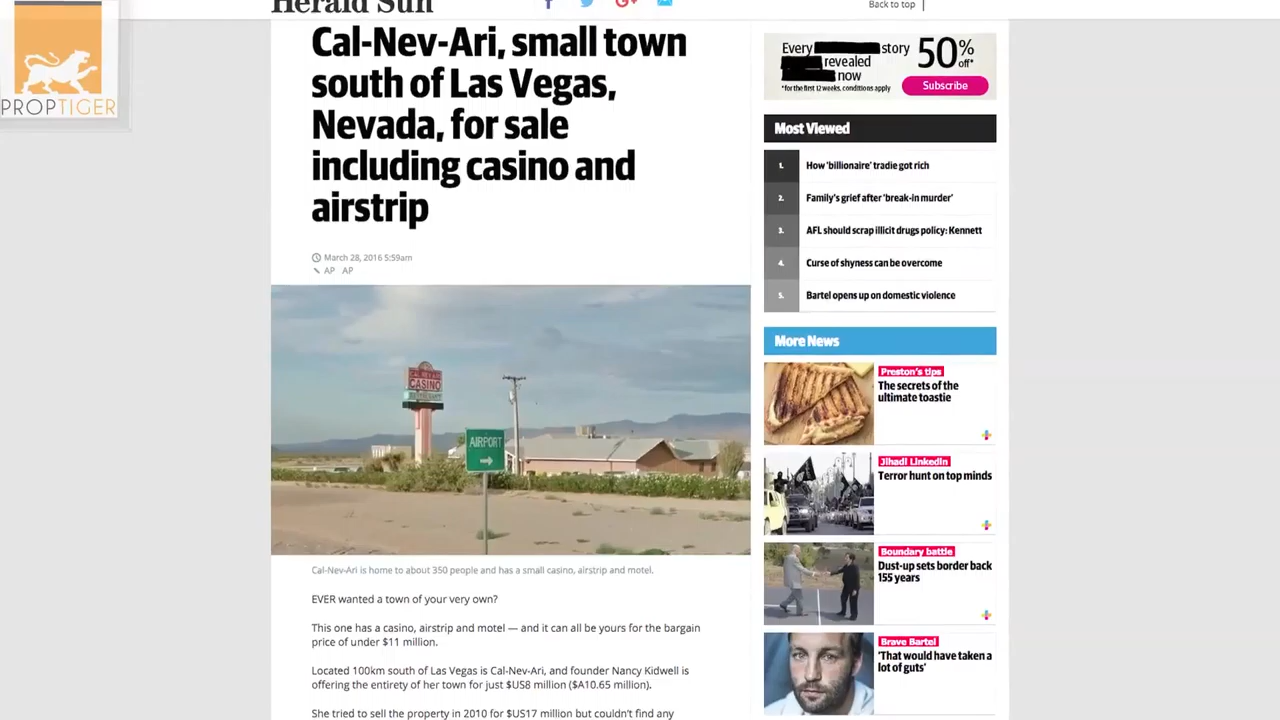 Herald Sun
Back to top
PROPTIGER
Cal-Nev-Ari, small town
south of Las Vegas,
Nevada, for sale
including casino and
airstrip
March 28, 2016 5:59am
AP AP
CASINO
AIRPORT
Cal-Nev-Ari is home to about 350 people and has a small casino, airstrip and motel.
EVER wanted a town of your very own?
This one has a casino, airstrip and motel — and it can all be yours for the bargain
price of under $11 million.
Located 100km south of Las Vegas is Cal-Nev-Ari, and founder Nancy Kidwell is
offering the entirety of her town for just $US8 million ($A10.65 million).
She tried to sell the property in 2010 for $US17 million but couldn't find any
Every story
revealed
now
50% off*
*for the first 12 weeks, conditions apply
Subscribe
Most Viewed
1. How 'billionaire' tradie got rich
2. Family's grief after 'break-in murder'
3. AFL should scrap illicit drugs policy: Kennett
4. Curse of shyness can be overcome
5. Bartel opens up on domestic violence
More News
Preston's tips
The secrets of the
ultimate toastie
Jihadi LinkedIn
Terror hunt on top minds
Boundary battle
Dust-up sets border back
155 years
Brave Bartel
'That would have taken a
lot of guts'